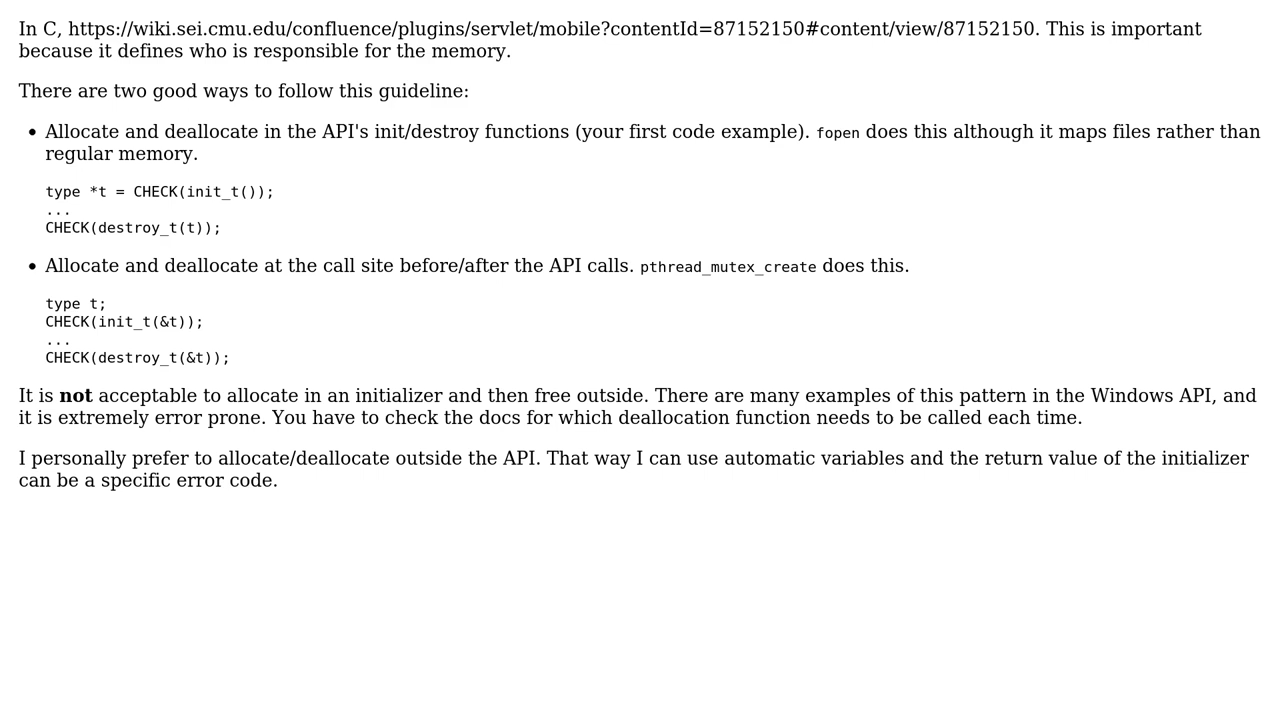 In C, https://wiki.sei.cmu.edu/confluence/plugins/servlet/mobile?contentId=87152150#content/view/87152150. This is important
because it defines who is responsible for the memory.
There are two good ways to follow this guideline:
• Allocate and deallocate in the API's init/destroy functions (your first code example). fopen does this although it maps files rather than
regular memory.
type *t = CHECK(init_t());
...
CHECK(destroy_t(t));
• Allocate and deallocate at the call site before/after the API calls. pthread_mutex_create does this.
type t;
CHECK(init_t(&t));
...
CHECK(destroy_t(&t));
It is not acceptable to allocate in an initializer and then free outside. There are many examples of this pattern in the Windows API, and
it is extremely error prone. You have to check the docs for which deallocation function needs to be called each time.
I personally prefer to allocate/deallocate outside the API. That way I can use automatic variables and the return value of the initializer
can be a specific error code.